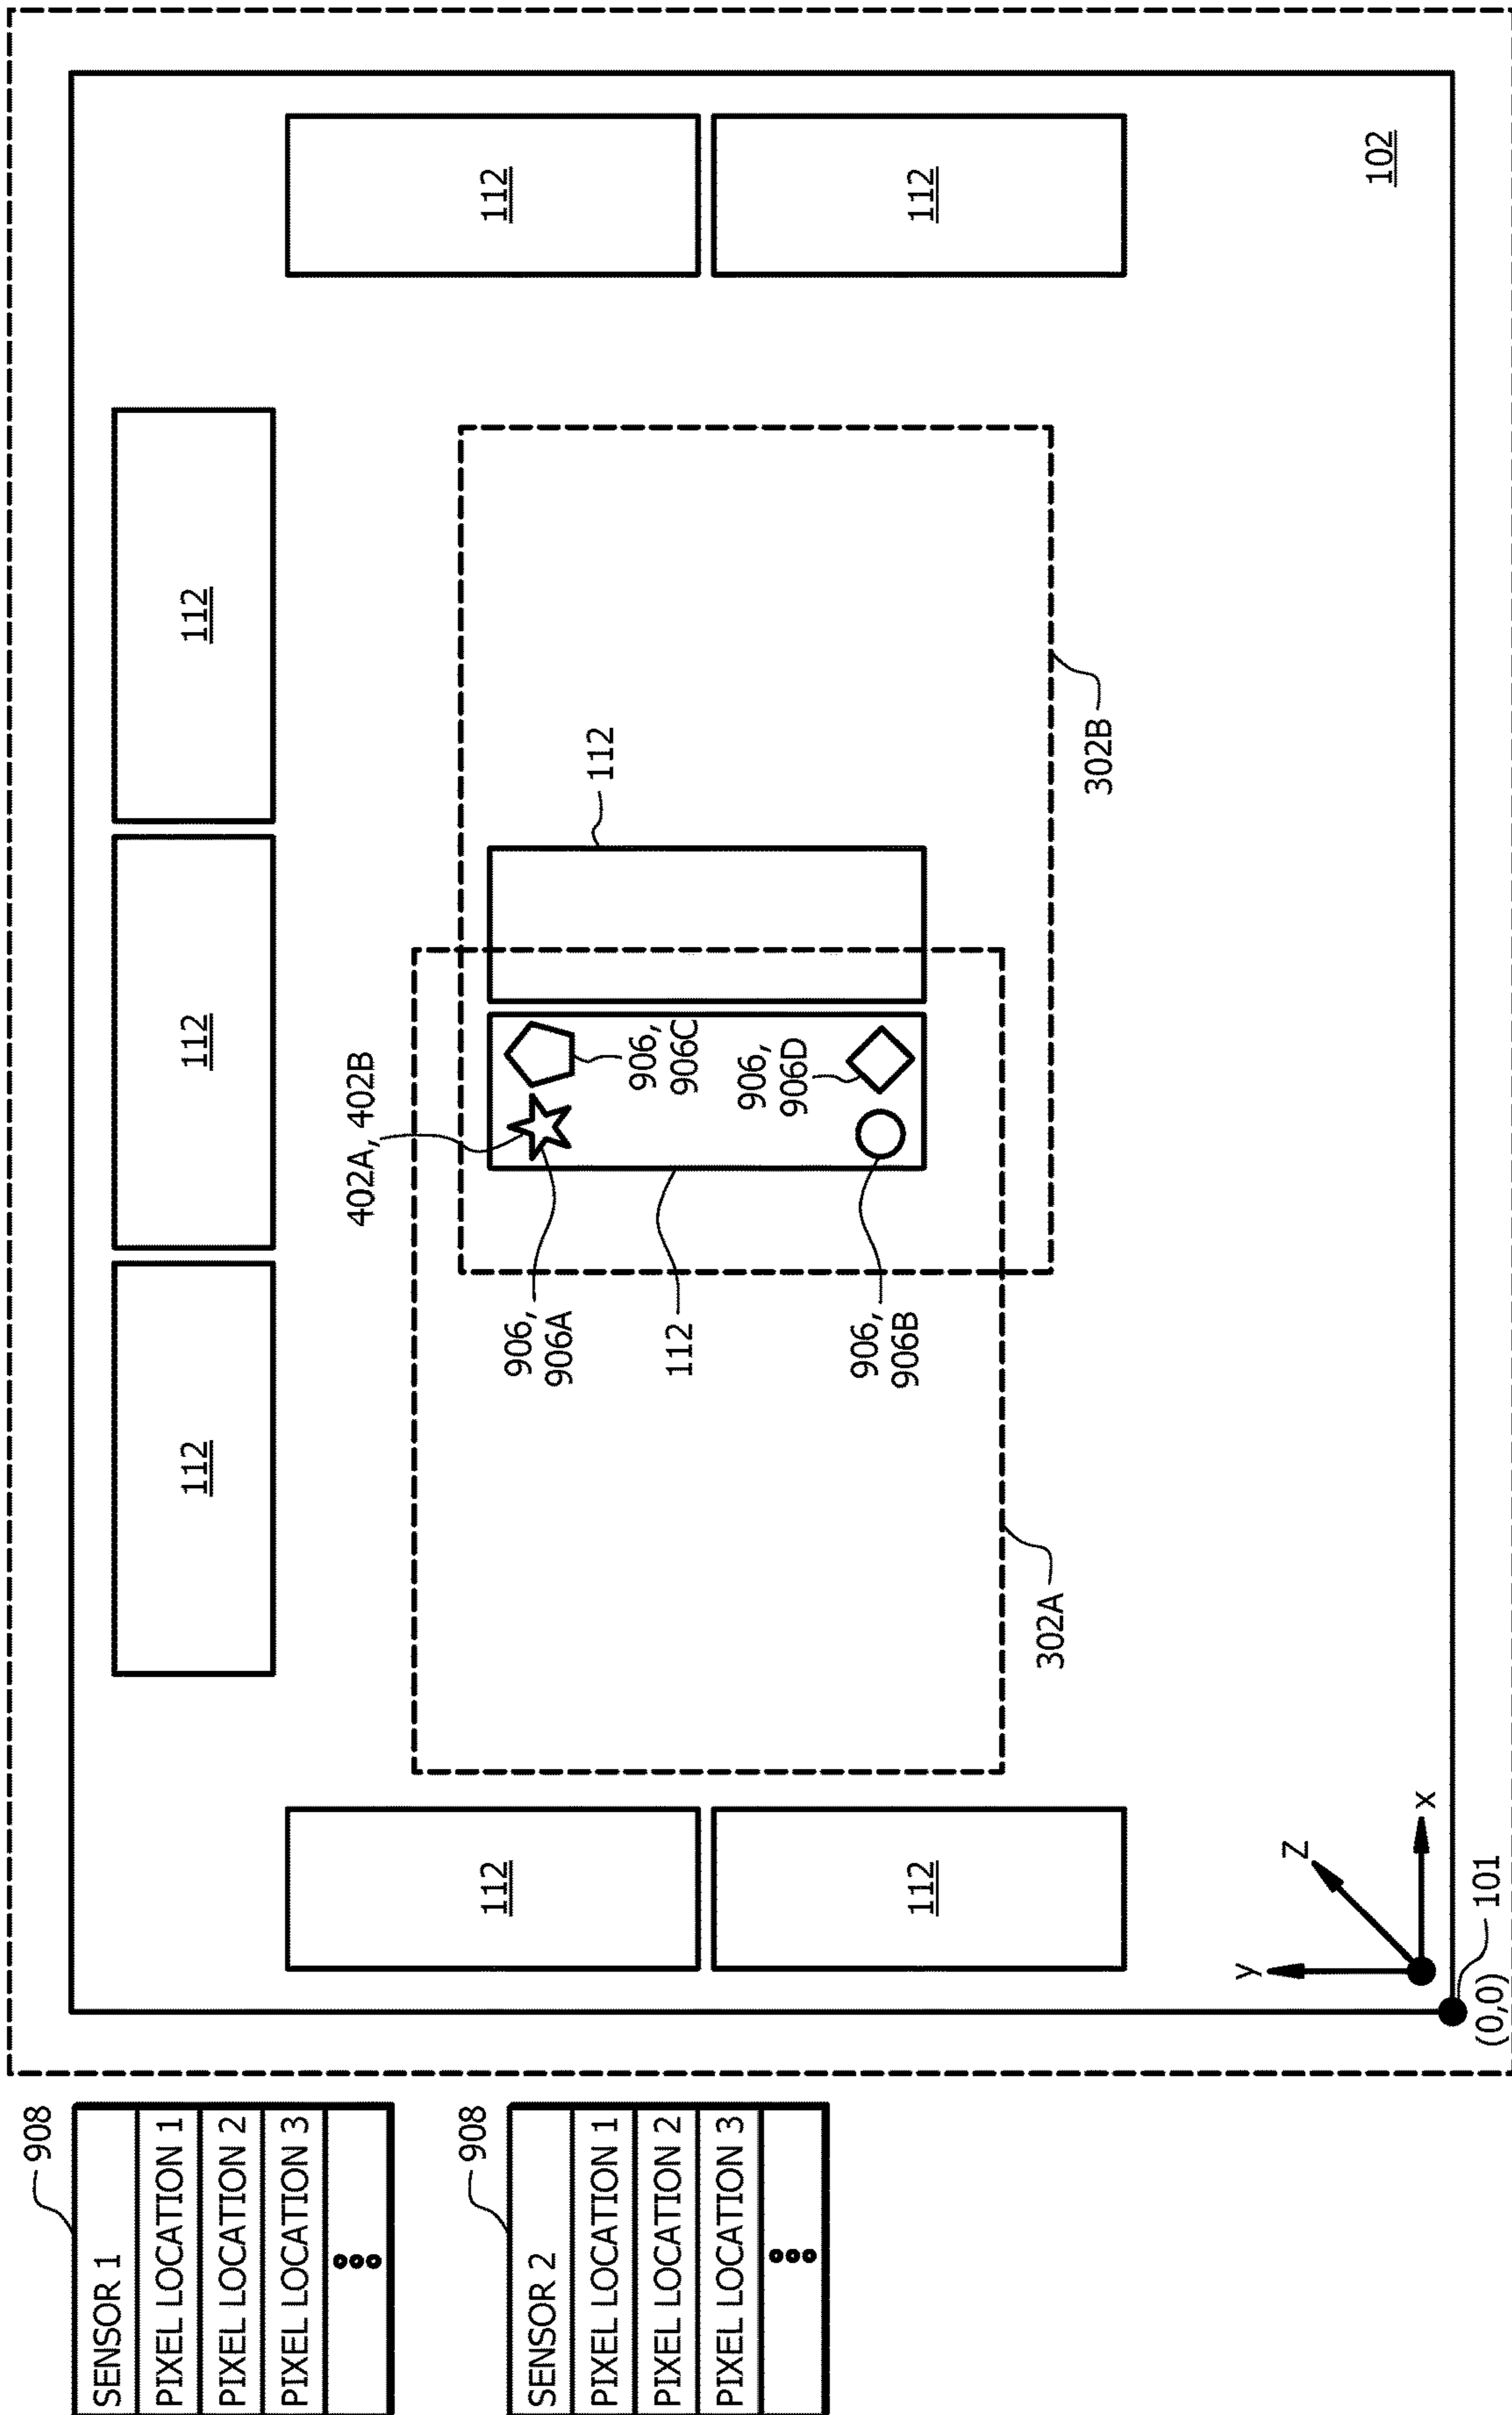 SENSOR 1
PIXEL LOCATION 1
PIXEL LOCATION 2
PIXEL LOCATION 3
908
SENSOR 2
PIXEL LOCATION 1
PIXEL LOCATION 2
PIXEL LOCATION 3
908
112
112
112
112
112
402A, 402B
906,
906A
906,
906C
112
112
906,
906D
906,
906B
112
112
112
302A
302B
y
Z
x
(0,0)
101
102